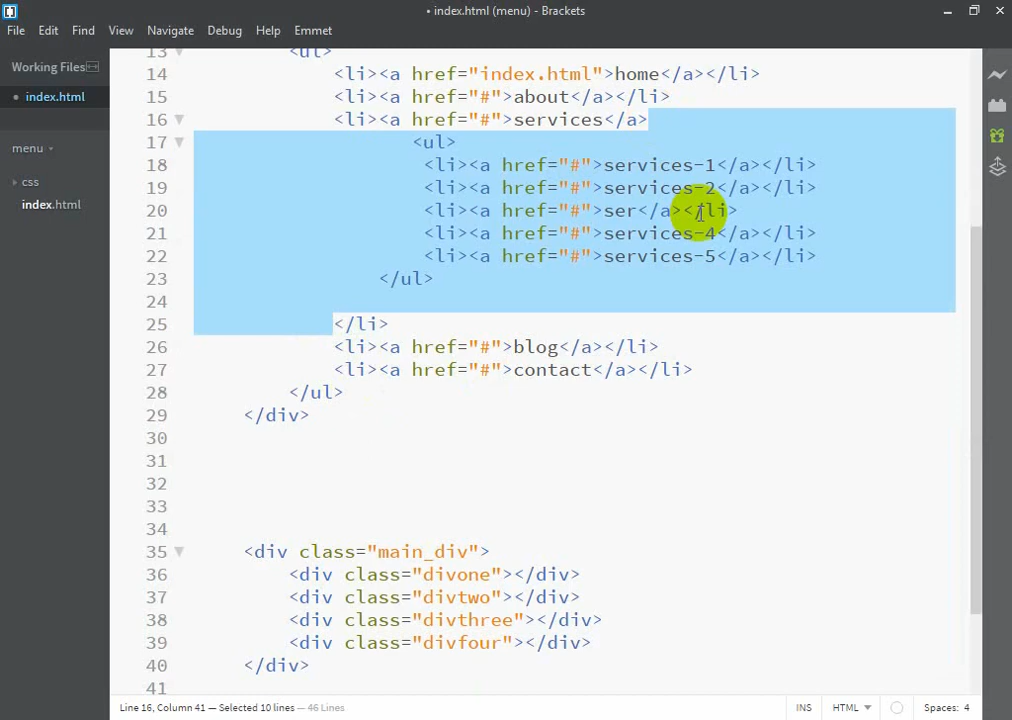 • index.html (menu) - Brackets
File Edit Find View Navigate Debug Help Emmet
Working Files
• index.html
menu
css
index.html
13 <ul>
14 <li><a href="index.html">home</a></li>
15 <li><a href="#">about</a></li>
16 <li><a href="#">services</a>
17 <ul>
18 <li><a href="#">services-1</a></li>
19 <li><a href="#">services-2</a></li>
20 <li><a href="#">ser</a></li>
21 <li><a href="#">services-4</a></li>
22 <li><a href="#">services-5</a></li>
23 </ul>
24
25 </li>
26 <li><a href="#">blog</a></li>
27 <li><a href="#">contact</a></li>
28 </ul>
29 </div>
30
31
32
33
34
35 <div class="main_div">
36 <div class="divone"></div>
37 <div class="divtwo"></div>
38 <div class="divthree"></div>
39 <div class="divfour"></div>
40 </div>
41
Line 16, Column 41 — Selected 10 lines — 46 Lines INS HTML Spaces: 4